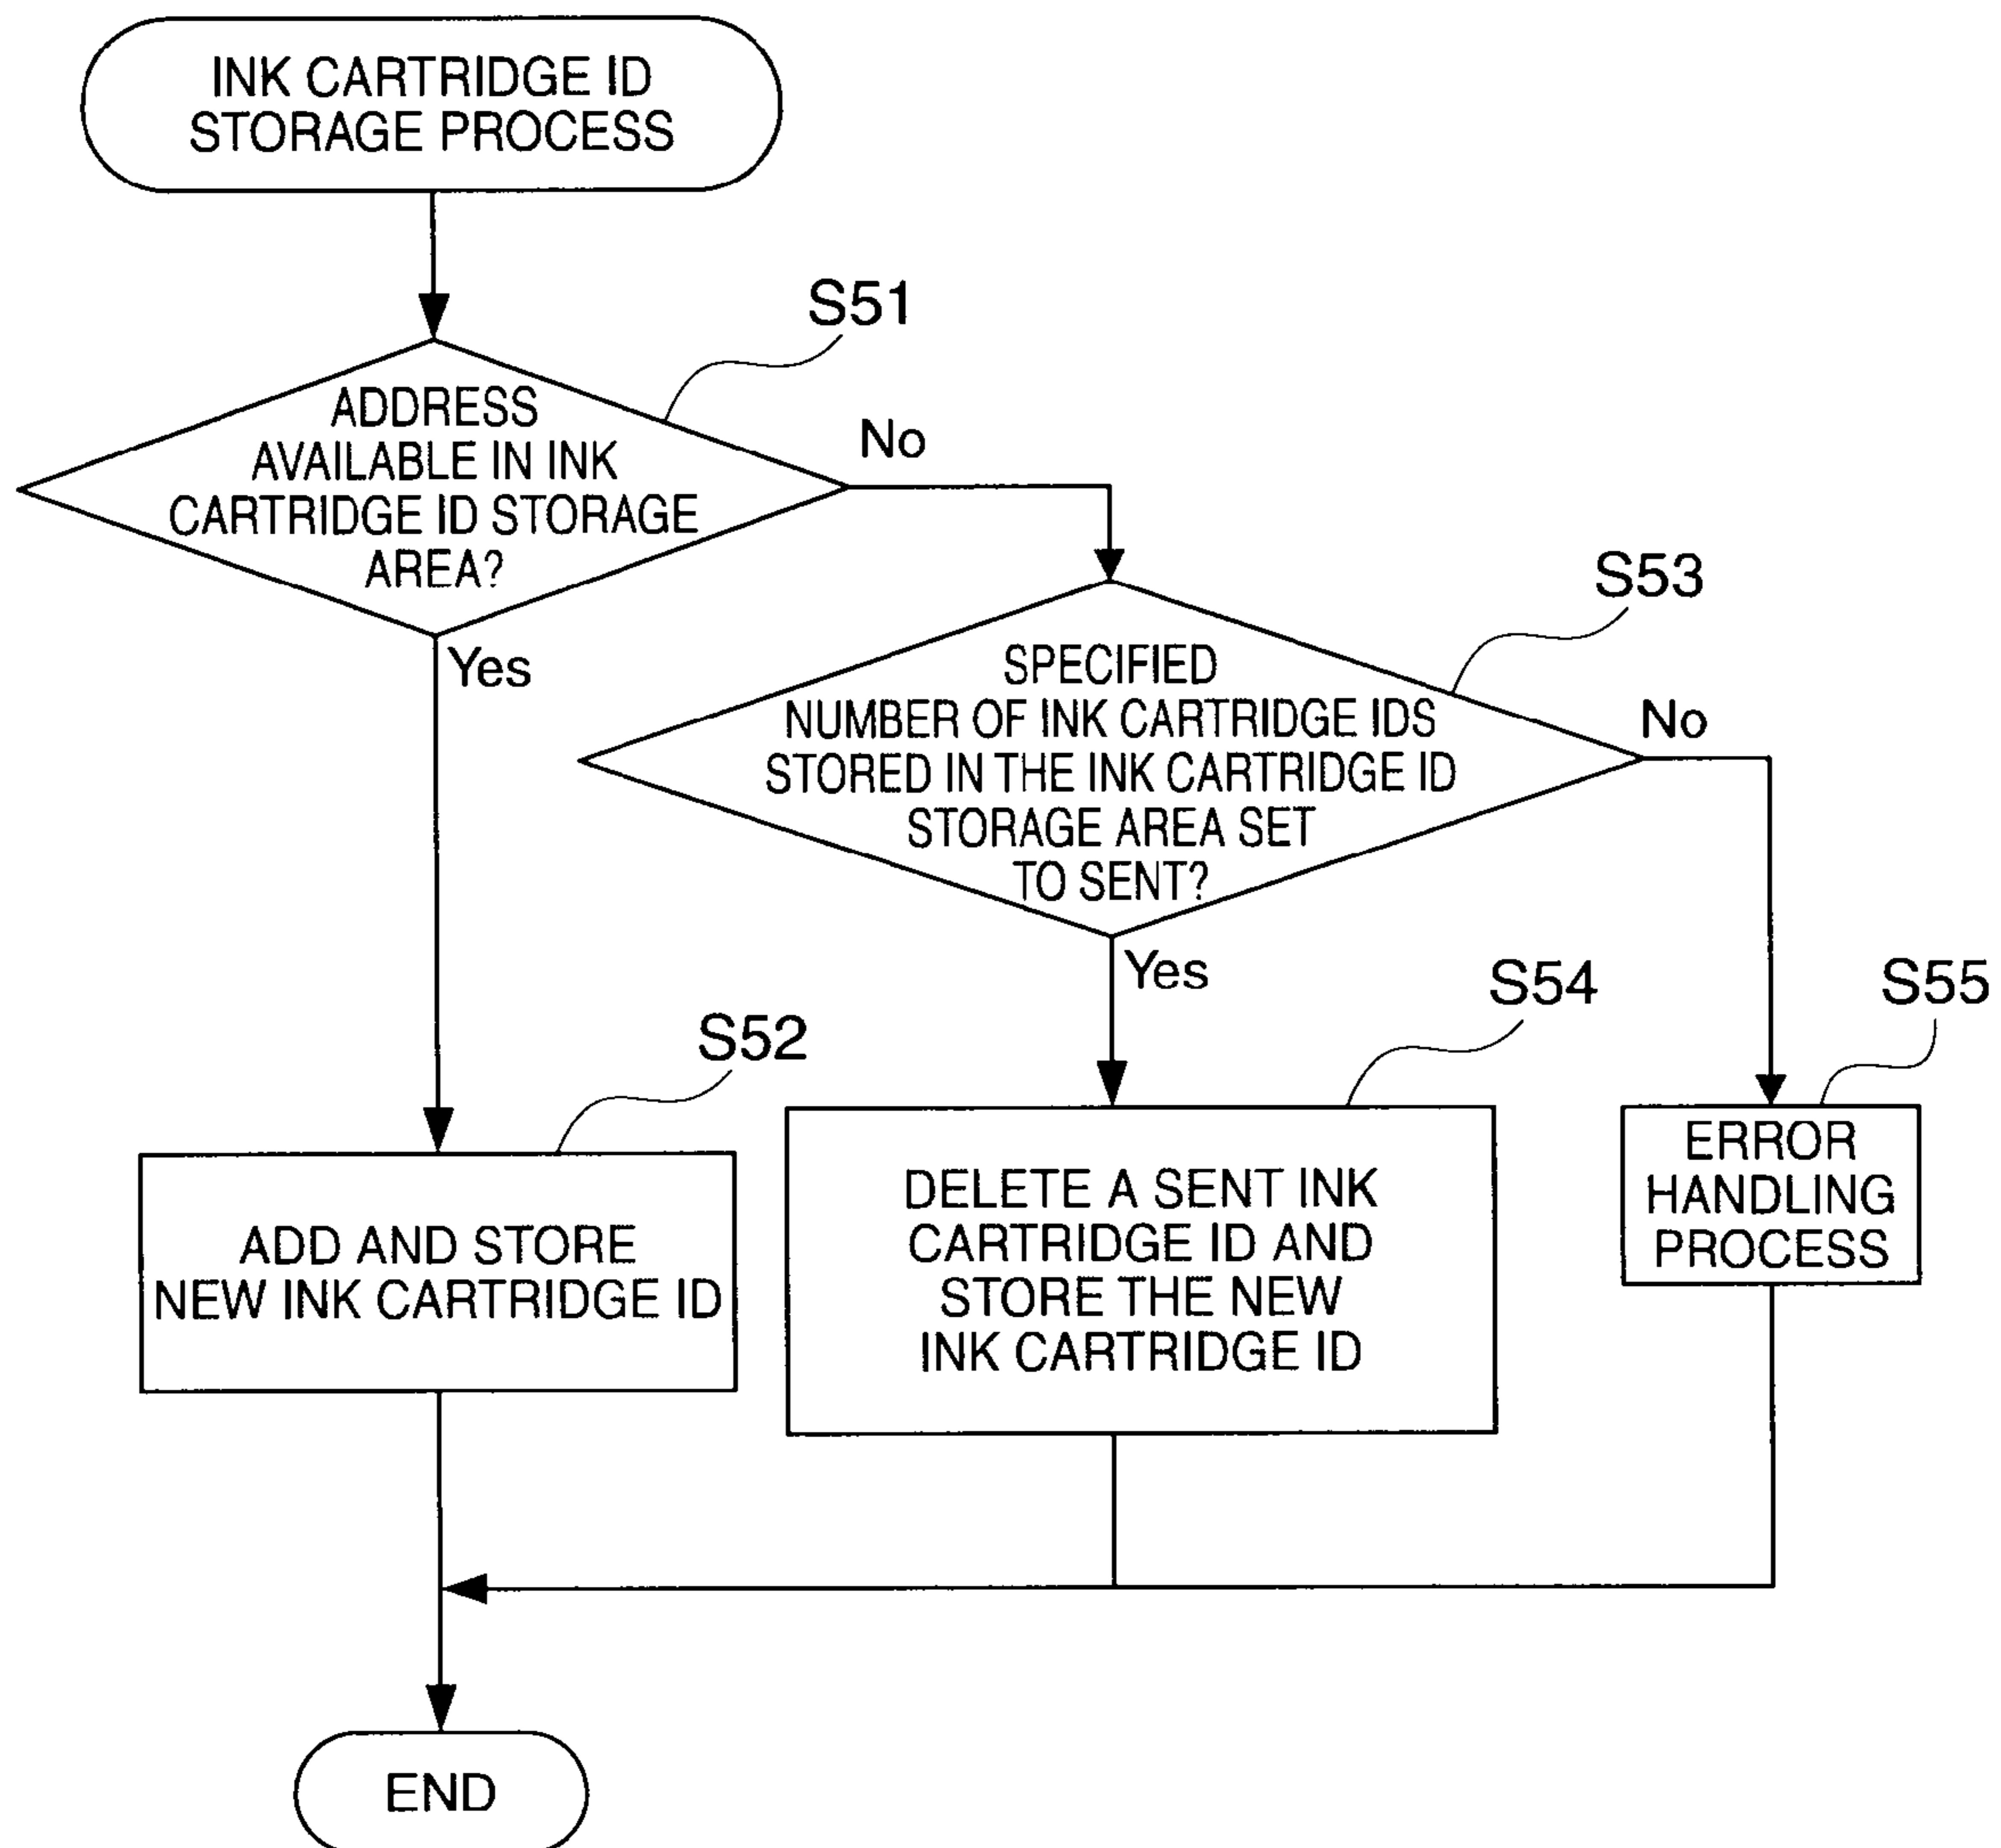 INK CARTRIDGE ID
STORAGE PROCESS
S51
ADDRESS
AVAILABLE IN INK
CARTRIDGE ID STORAGE
AREA?
No
Yes
S53
SPECIFIED
NUMBER OF INK CARTRIDGE IDS
STORED IN THE INK CARTRIDGE ID
STORAGE AREA SET
TO SENT?
No
Yes
S52
ADD AND STORE
NEW INK CARTRIDGE ID
S54
DELETE A SENT INK
CARTRIDGE ID AND
STORE THE NEW
INK CARTRIDGE ID
S55
ERROR
HANDLING
PROCESS
END